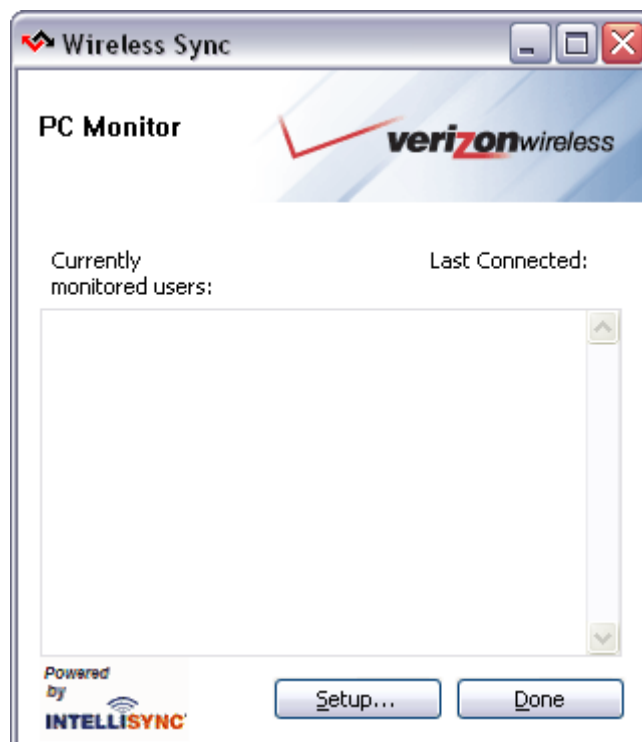 Wireless Sync
PC Monitor
verizonwireless
Currently
monitored users:
Last Connected:
Powered
by
INTELLISYNC
Setup...
Done